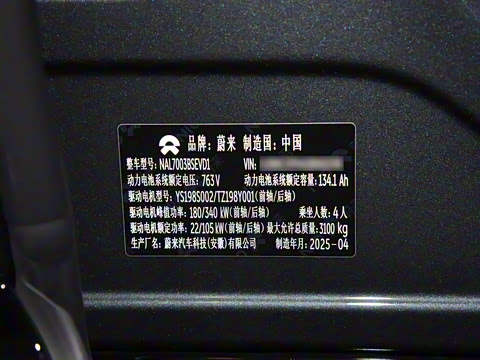 品牌：蔚来 制造国：中国
整车型号：NAL7003BSEVD1 VIN:
动力电池系统额定电压：763V 动力电池系统额定容量：134.1 Ah
驱动电机型号：YS198S002/TZ198Y001(前轴/后轴)
驱动电机峰值功率：180/340 kW(前轴/后轴) 乘坐人数：4人
驱动电机额定功率：22/105 kW(前轴/后轴) 最大允许总质量：3100 kg
生产厂名：蔚来汽车科技(安徽)有限公司 制造年月：2025-04